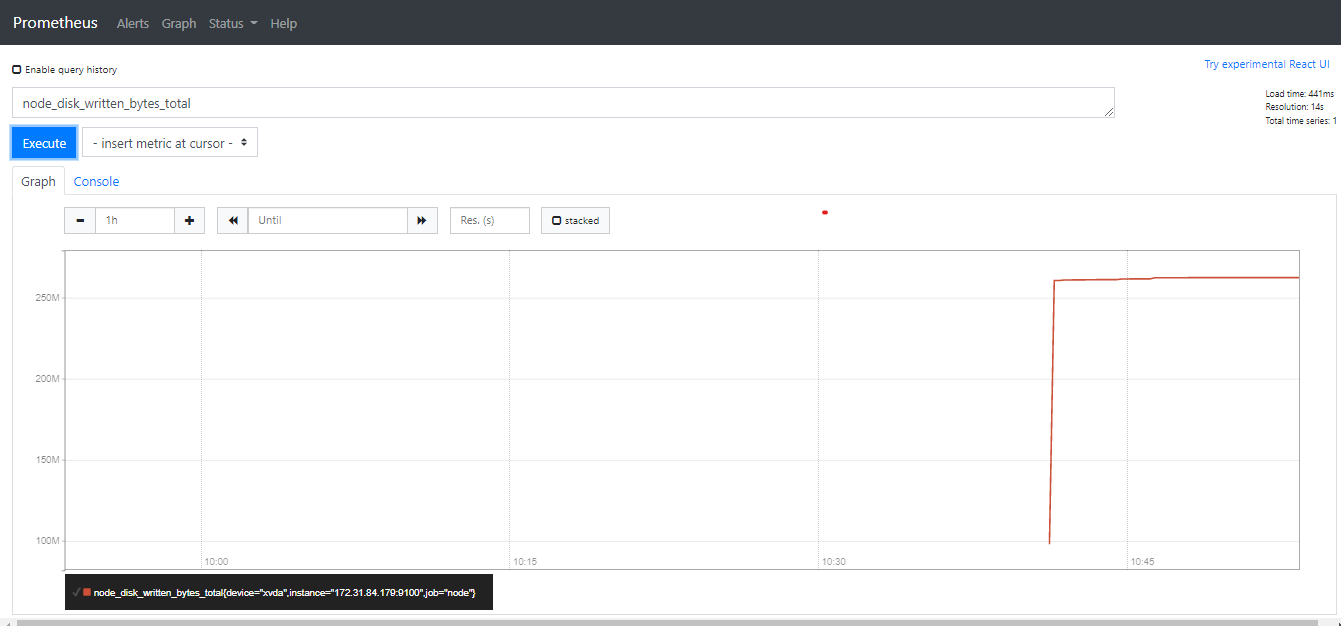 Prometheus Alerts Graph Status Help
Enable query history
Try experimental React UI
node_disk_written_bytes_total
Load time: 441ms
Resolution: 14s
Total time series: 1
Execute - insert metric at cursor -
Graph Console
1h Until Res. (s) stacked
250M
200M
150M
100M
10:00 10:15 10:30 10:45
node_disk_written_bytes_total{device="xvda",instance="172.31.84.179:9100",job="node"}